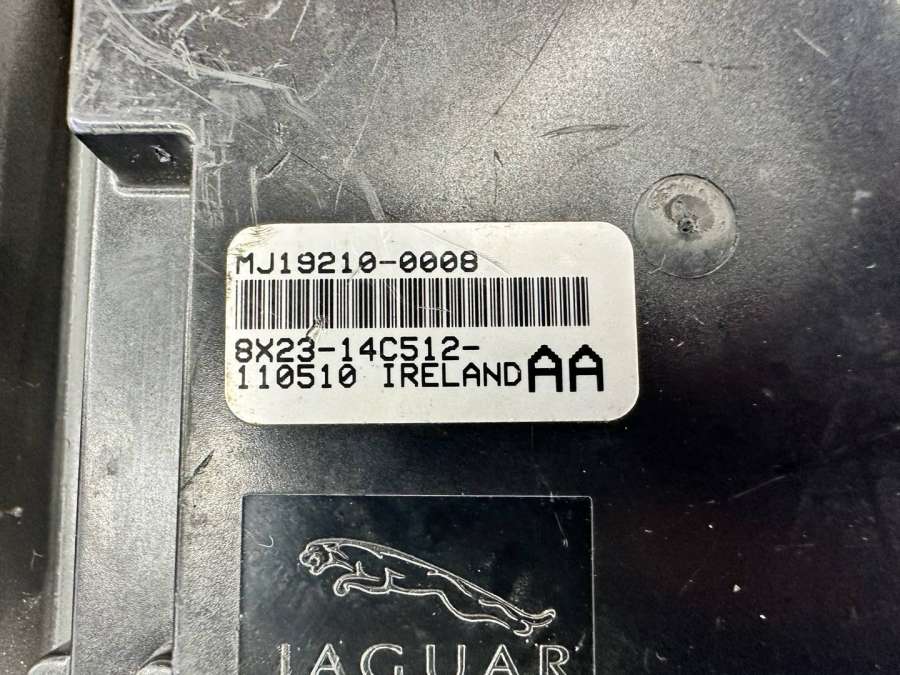 MJ19210-0008
8X23-14C512-
110510 IRELAND AA
JAGUAR